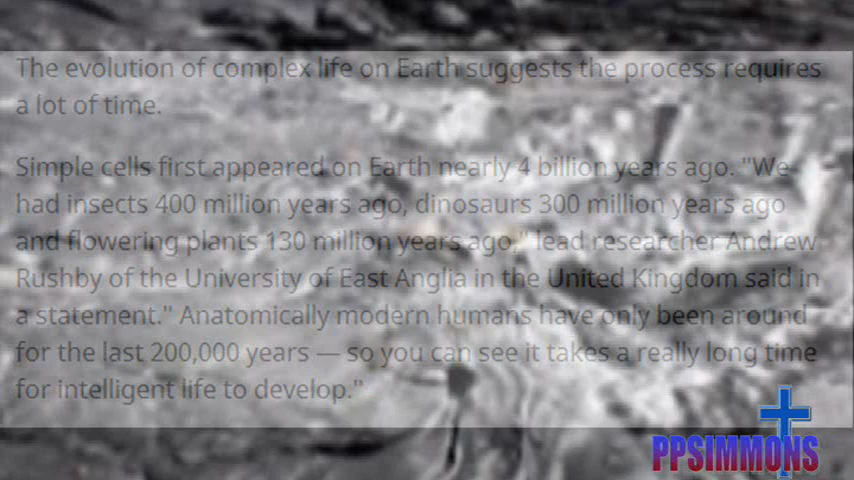 The evolution of complex life on Earth suggests the process requires
a lot of time.
Simple cells first appeared on Earth nearly 4 billion years ago. "We
had insects 400 million years ago, dinosaurs 300 million years ago
and flowering plants 130 million years ago," lead researcher Andrew
Rushby of the University of East Anglia in the United Kingdom said in
a statement." Anatomically modern humans have only been around
for the last 200,000 years — so you can see it takes a really long time
for intelligent life to develop."
PPSIMMONS